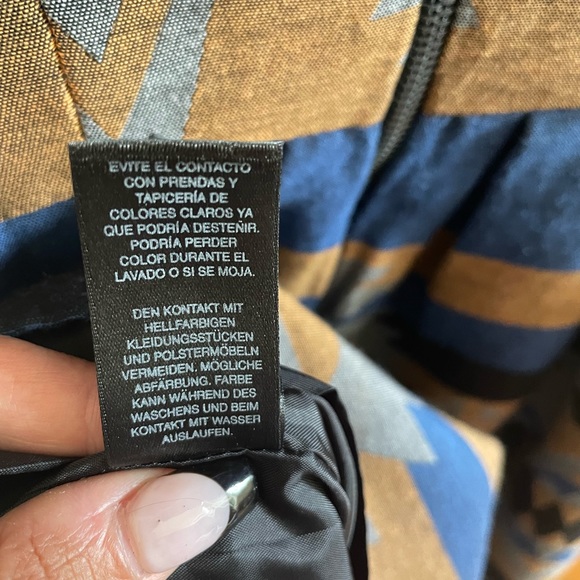 EVITE EL CONTACTO
CON PRENDAS Y
TAPICERÍA DE
COLORES CLAROS YA
QUE PODRÍA DESTEÑIR.
PODRÍA PERDER
COLOR DURANTE EL
LAVADO O SI SE MOJA.
DEN KONTAKT MIT
HELLFARBIGEN
KLEIDUNGSSTÜCKEN
UND POLSTERMÖBELN
VERMEIDEN. MÖGLICHE
ABFÄRBUNG. FARBE
KANN WÄHREND DES
WASCHENS UND BEIM
KONTAKT MIT WASSER
AUSLAUFEN.